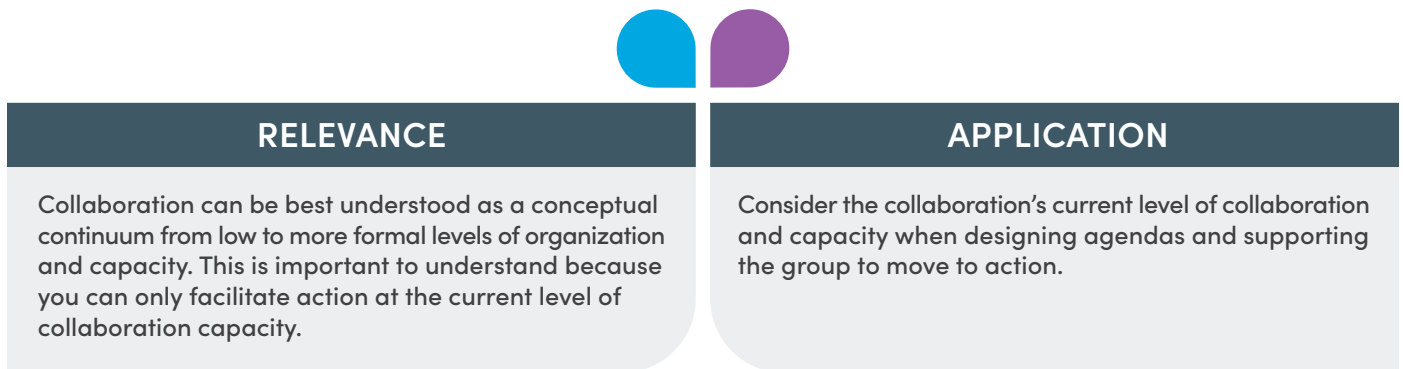 RELEVANCE
Collaboration can be best understood as a conceptual
continuum from low to more formal levels of organization
and capacity. This is important to understand because
you can only facilitate action at the current level of
collaboration capacity.
APPLICATION
Consider the collaboration’s current level of collaboration
and capacity when designing agendas and supporting
the group to move to action.